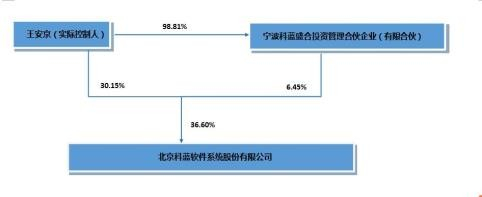 98.81%
王安京（实际控制人）
宁波科蓝盛合投资管理合伙企业（有限合伙）
30.15%
6.45%
36.60%
北京科蓝软件系统股份有限公司